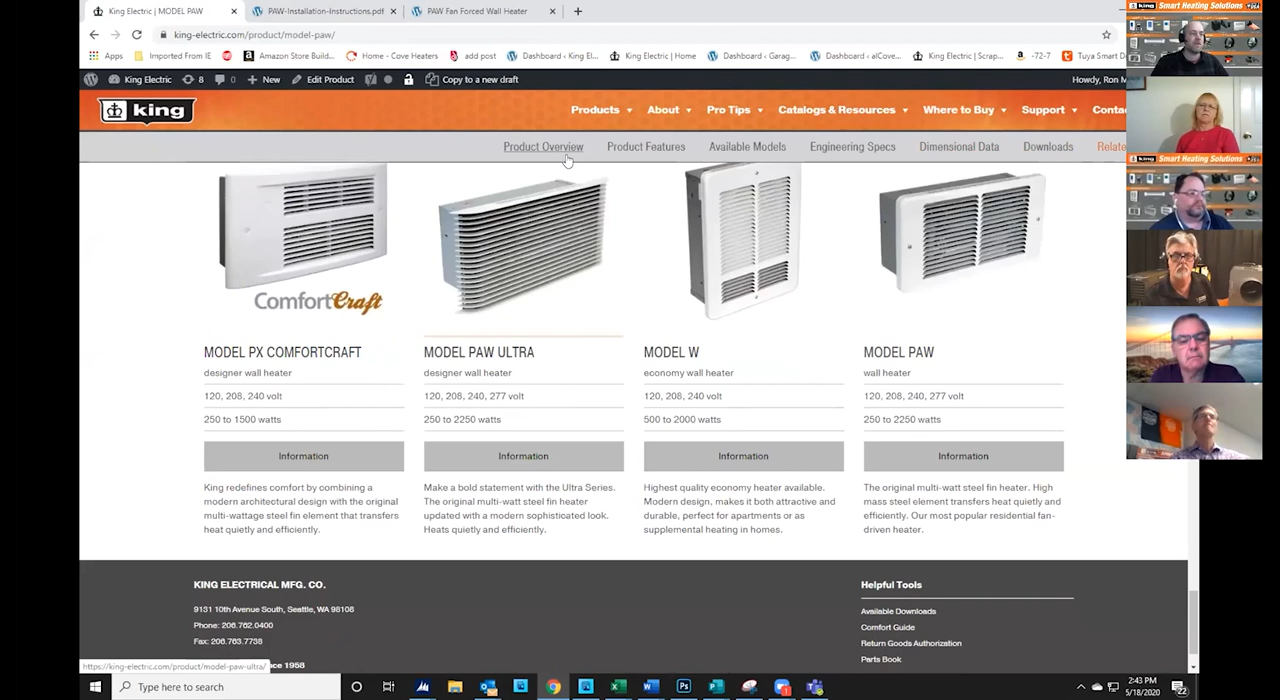 King Electric | MODEL PAW
PAW-Installation-Instructions.pdf
PAW Fan Forced Wall Heater
king-electric.com/product/model-paw/
Apps
Imported From IE
Amazon Store Build...
Home - Cove Heaters
add post
Dashboard ‹ King El...
King Electric | Home
Dashboard ‹ Garag...
Dashboard ‹ alCove...
King Electric | Scrap...
-72-7
Tuya Smart D
King Electric
8
0
New
Edit Product
Copy to a new draft
Howdy, Ron M
king
Products
About
Pro Tips
Catalogs & Resources
Where to Buy
Support
Conta
Product Overview
Product Features
Available Models
Engineering Specs
Dimensional Data
Downloads
Relate
ComfortCraft
MODEL PX COMFORTCRAFT
designer wall heater
120, 208, 240 volt
250 to 1500 watts
Information
King redefines comfort by combining a
modern architectural design with the original
multi-wattage steel fin element that transfers
heat quietly and efficiently.
MODEL PAW ULTRA
designer wall heater
120, 208, 240, 277 volt
250 to 2250 watts
Information
Make a bold statement with the Ultra Series.
The original multi-watt steel fin heater
updated with a modern sophisticated look.
Heats quietly and efficiently.
MODEL W
economy wall heater
120, 208, 240 volt
500 to 2000 watts
Information
Highest quality economy heater available.
Modern design, makes it both attractive and
durable, perfect for apartments or as
supplemental heating in homes.
MODEL PAW
wall heater
120, 208, 240, 277 volt
250 to 2250 watts
Information
The original multi-watt steel fin heater. High
mass steel element transfers heat quietly and
efficiently. Our most popular residential fan-
driven heater.
KING ELECTRICAL MFG. CO.
9131 10th Avenue South, Seattle, WA 98108
Phone: 206.762.0400
Fax: 206.763.7738
nce 1958
Helpful Tools
Available Downloads
Comfort Guide
Return Goods Authorization
Parts Book
https://king-electric.com/product/model-paw-ultra/
Type here to search
2:43 PM
5/18/2020
king Smart Heating Solutions
king Smart Heating Solutions